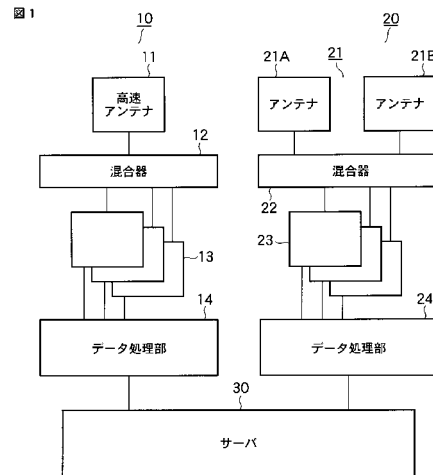 図1
10
20
11
21A
21
21B
高速
アンテナ
アンテナ
アンテナ
12
混合器
混合器
22
13
23
14
24
データ処理部
データ処理部
30
サーバ